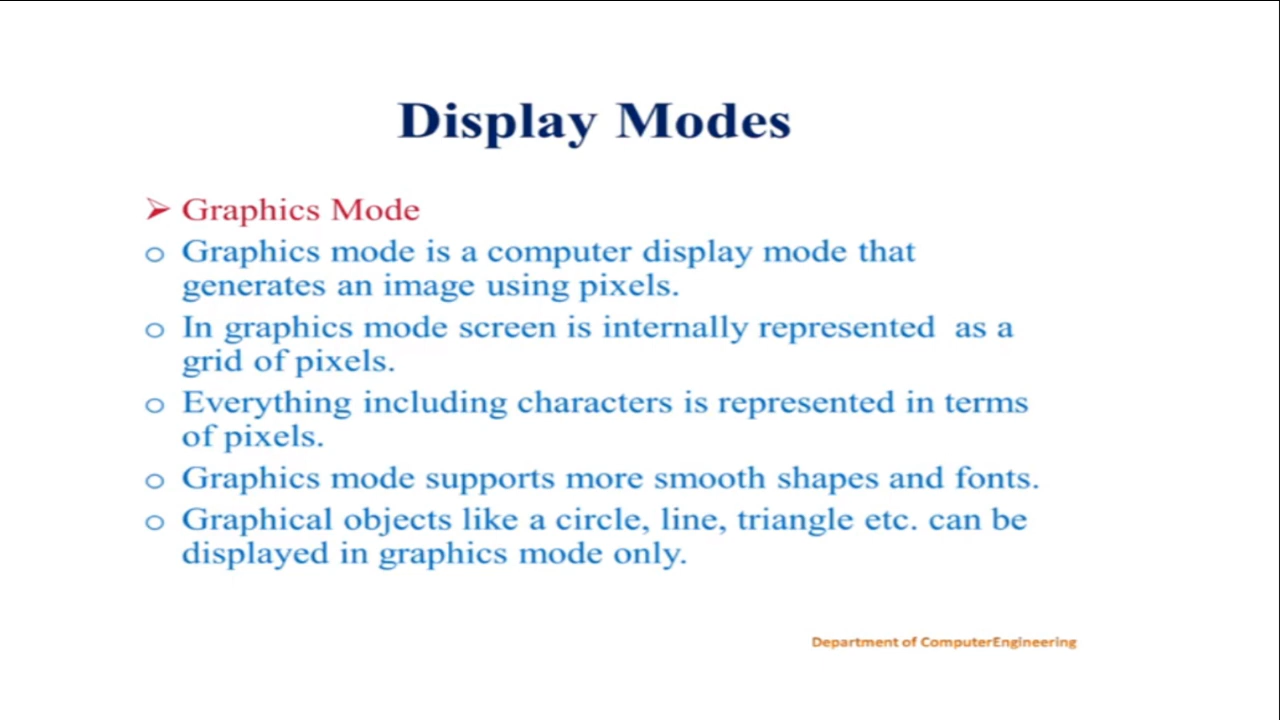 Display Modes
➢ Graphics Mode
o Graphics mode is a computer display mode that
generates an image using pixels.
o In graphics mode screen is internally represented  as a
grid of pixels.
o Everything including characters is represented in terms
of pixels.
o Graphics mode supports more smooth shapes and fonts.
o Graphical objects like a circle, line, triangle etc. can be
displayed in graphics mode only.
Department of ComputerEngineering